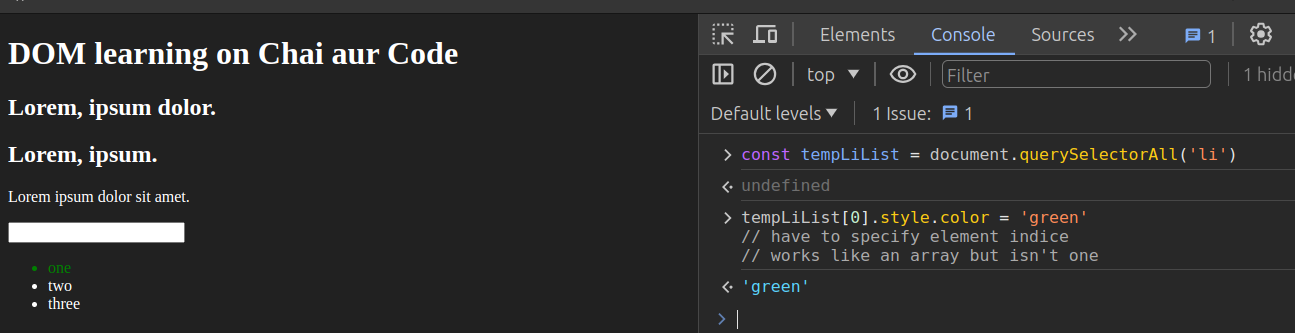 DOM learning on Chai aur Code
Lorem, ipsum dolor.
Lorem, ipsum.
Lorem ipsum dolor sit amet.
one
two
three
Elements Console Sources 1
top Filter 1 hidde
Default levels 1 Issue: 1
const tempLiList = document.querySelectorAll('li')
undefined
tempLiList[0].style.color = 'green'
// have to specify element indice
// works like an array but isn't one
'green'